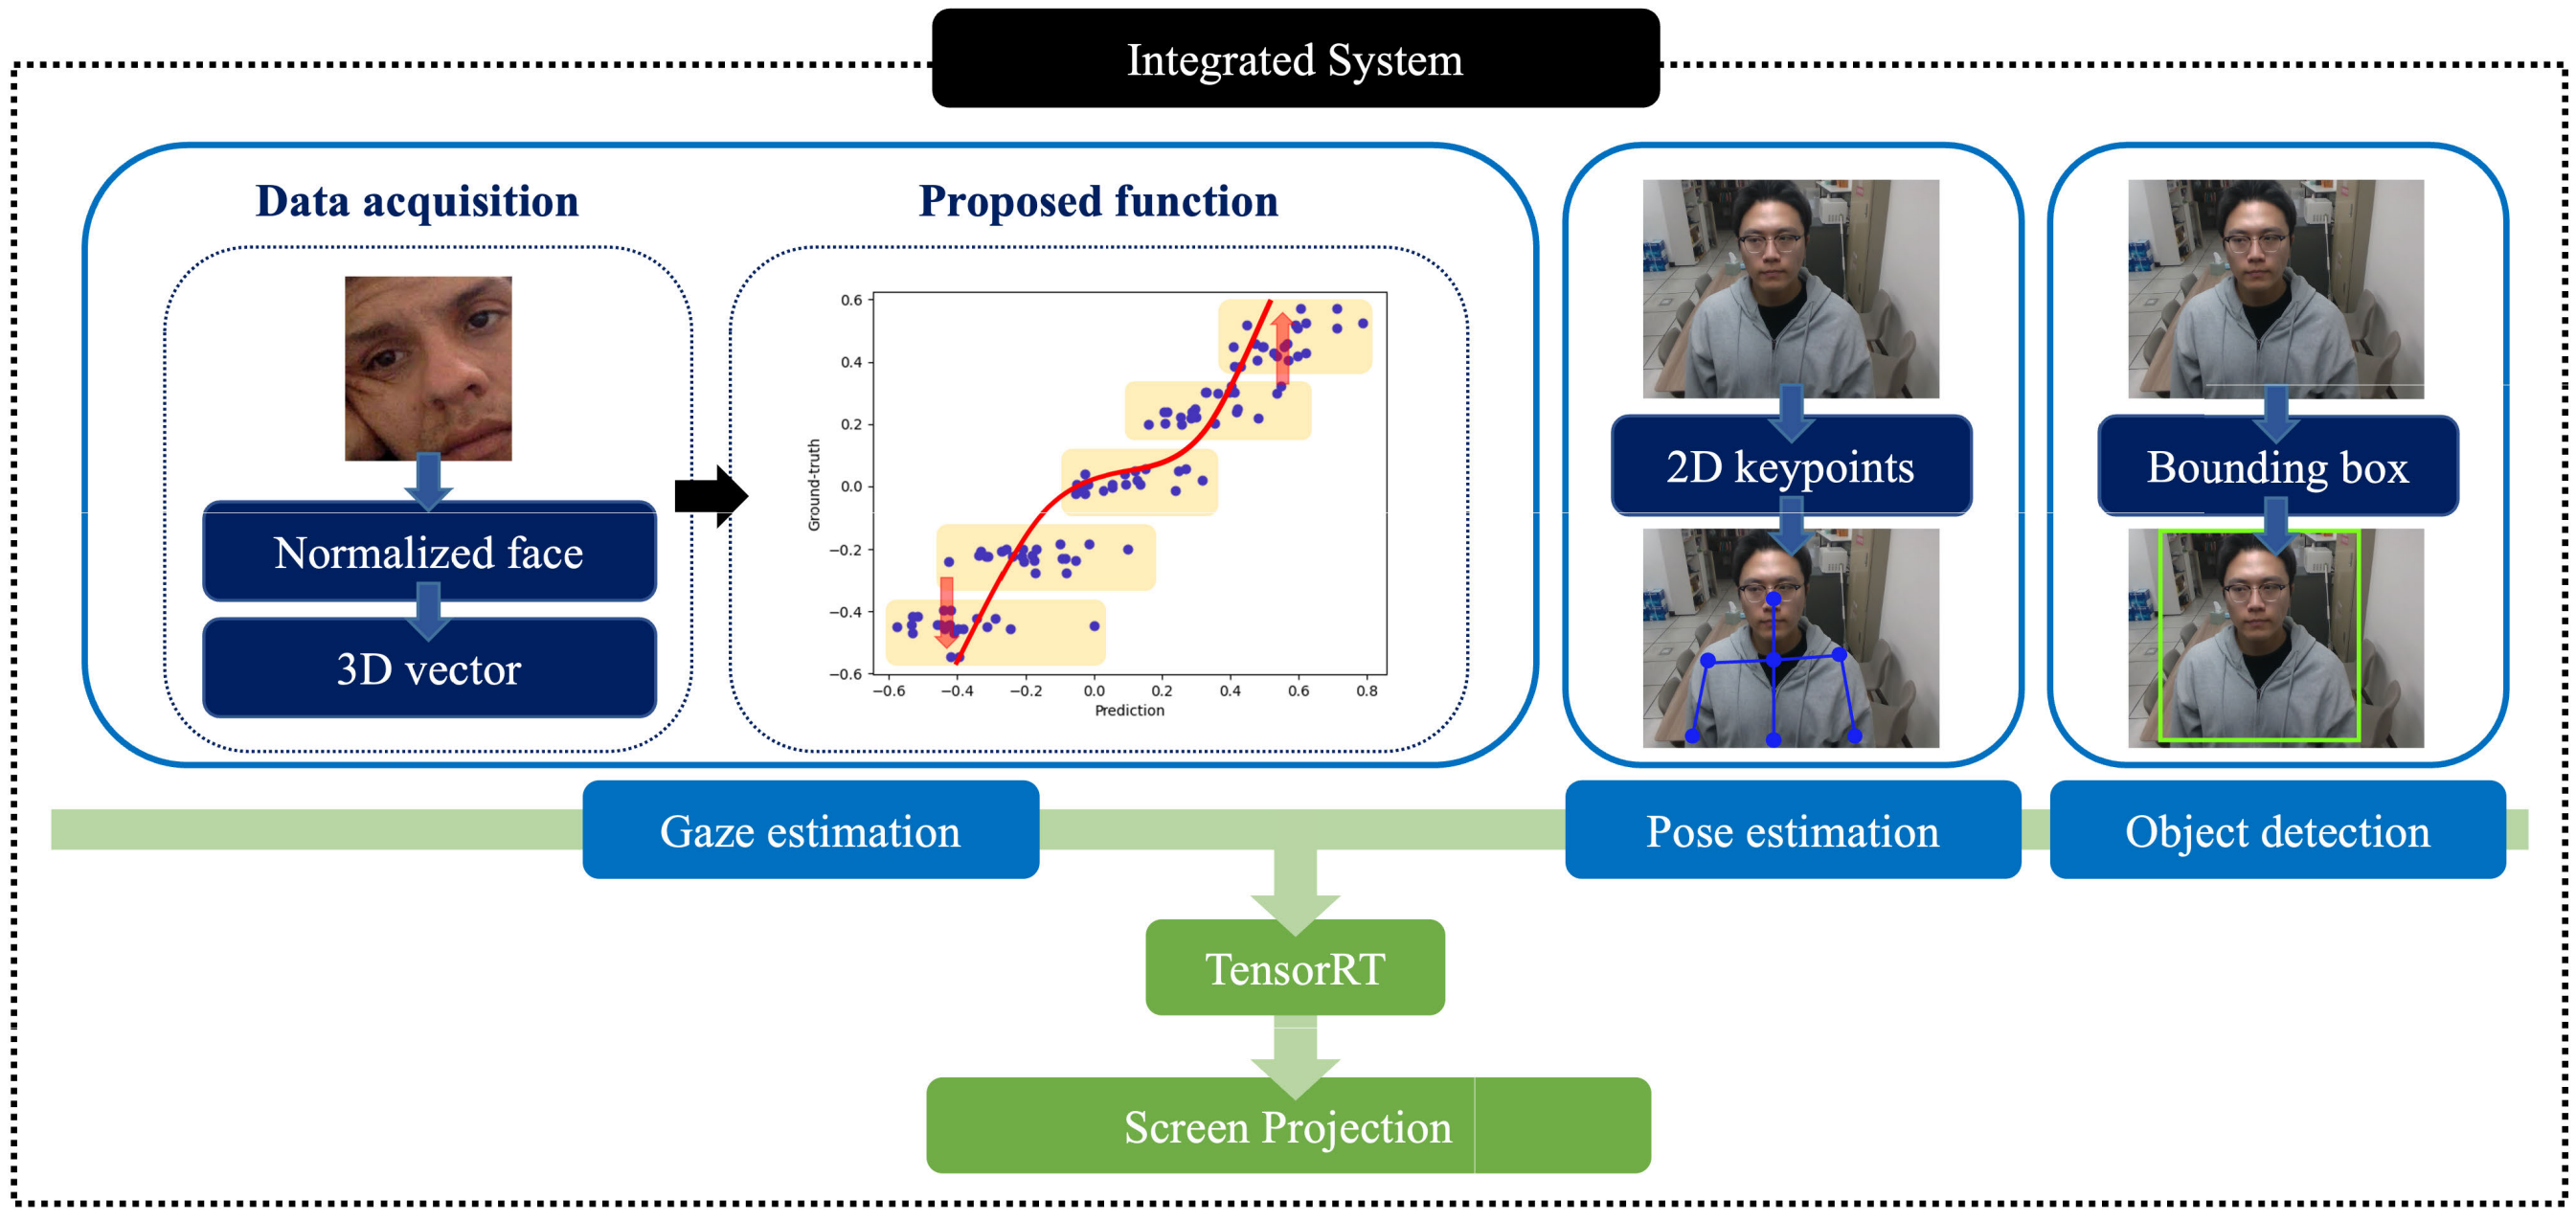 Integrated System
Data acquisition
Normalized face
3D vector
Proposed function
0.6
0.4
0.2
0.0
−0.2
−0.4
−0.6
Ground-truth
−0.6 −0.4 −0.2 0.0 0.2 0.4 0.6 0.8
Prediction
2D keypoints
Bounding box
Gaze estimation
Pose estimation
Object detection
TensorRT
Screen Projection